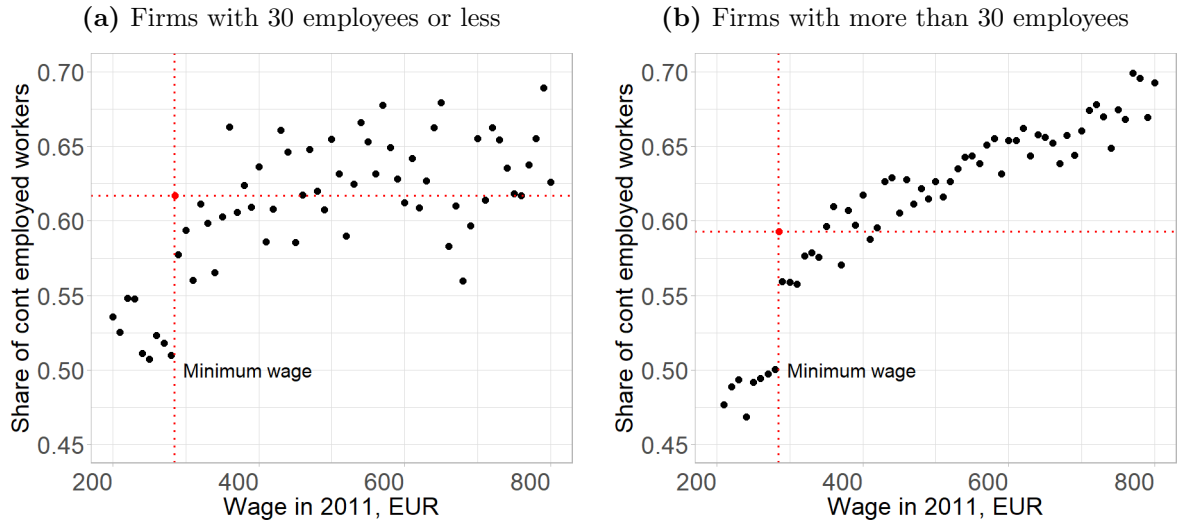 (a) Firms with 30 employees or less
Share of cont employed workers
0.70
0.65
0.60
0.55
0.50
0.45
Minimum wage
200 400 600 800
Wage in 2011, EUR
(b) Firms with more than 30 employees
Share of cont employed workers
0.70
0.65
0.60
0.55
0.50
0.45
Minimum wage
200 400 600 800
Wage in 2011, EUR